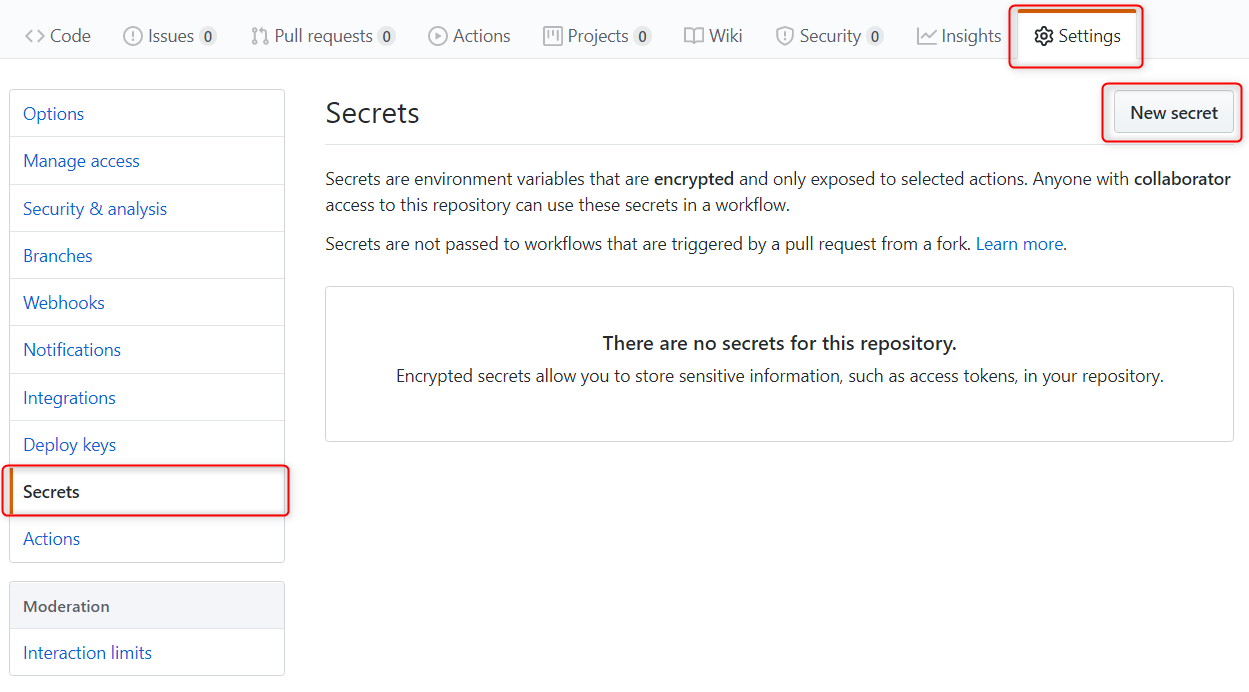 Code Issues 0 Pull requests 0 Actions Projects 0 Wiki Security 0 Insights Settings
Options
Manage access
Security & analysis
Branches
Webhooks
Notifications
Integrations
Deploy keys
Secrets
Actions
Moderation
Interaction limits
Secrets
New secret
Secrets are environment variables that are encrypted and only exposed to selected actions. Anyone with collaborator
access to this repository can use these secrets in a workflow.
Secrets are not passed to workflows that are triggered by a pull request from a fork. Learn more.
There are no secrets for this repository.
Encrypted secrets allow you to store sensitive information, such as access tokens, in your repository.